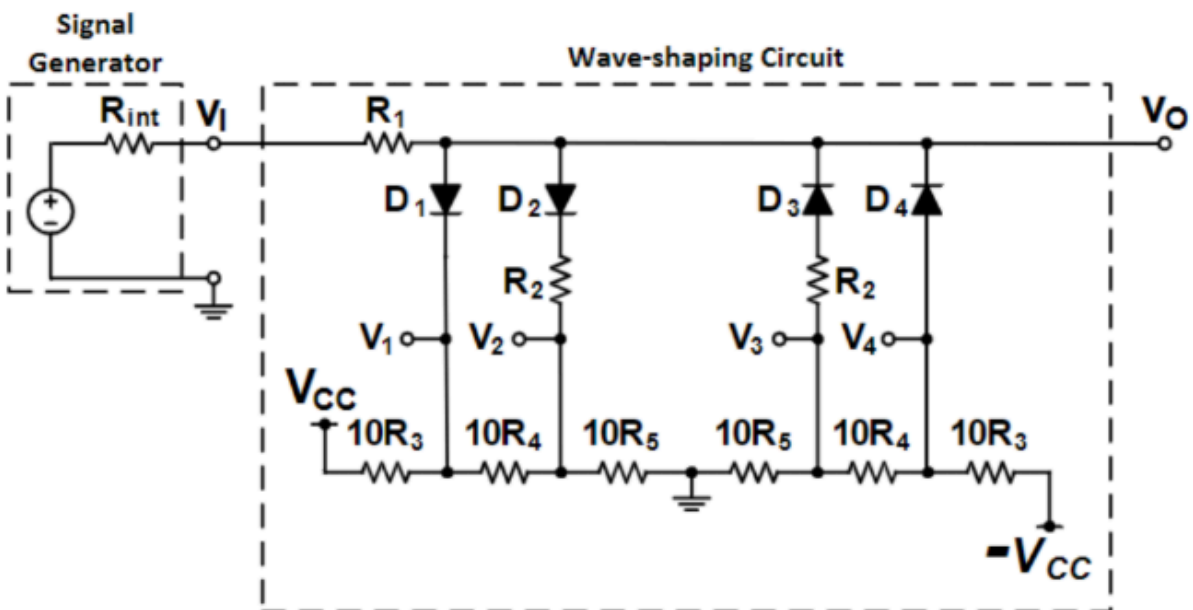 Signal
Generator
Wave-shaping Circuit
Rint
VI
R1
VO
D1
D2
D3
D4
R2
R2
V1
V2
V3
V4
VCC
10R3
10R4
10R5
10R5
10R4
10R3
-VCC